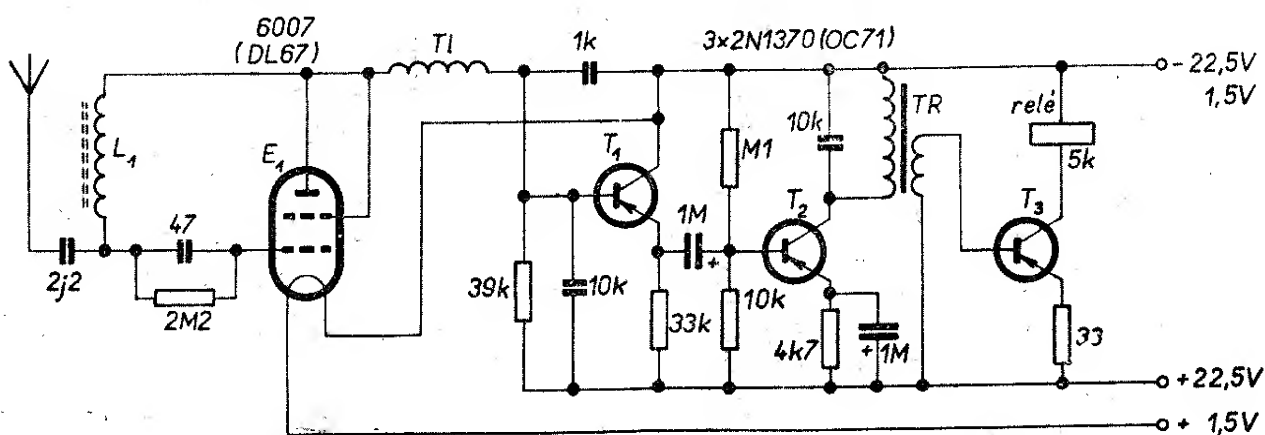 6007
(DL67)
Tl
1k
3×2N1370(OC71)
- 22,5V
1,5V
L1
E1
T1
M1
10k
TR
relé
5k
47
2j2
2M2
39k
10k
1M
+
33k
T2
10k
4k7
+ 1M
T3
33
+ 22,5V
+ 1,5V